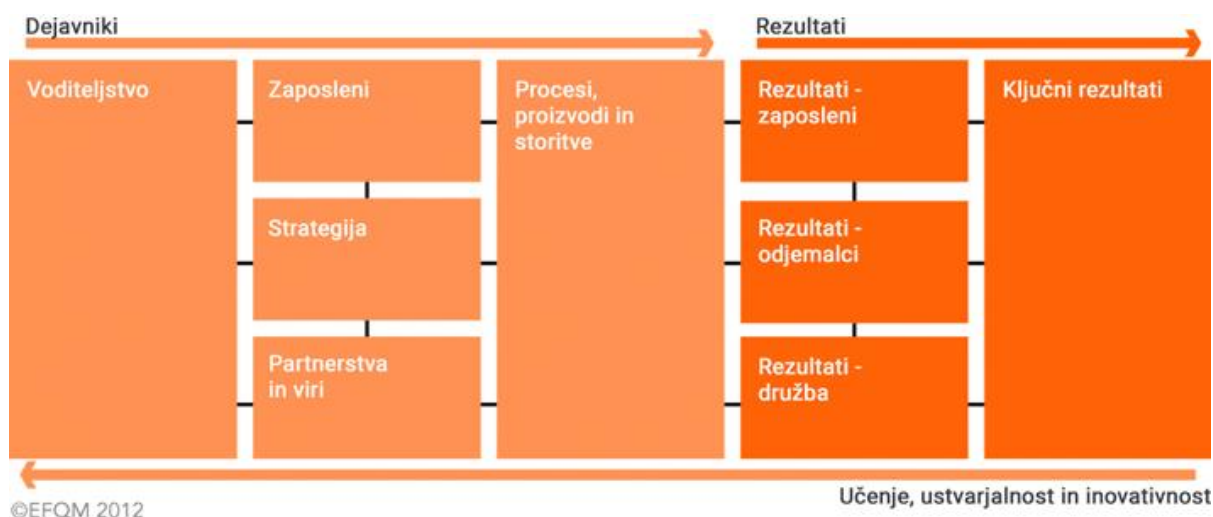 Dejavniki
Rezultati
Voditeljstvo
Zaposleni
Strategija
Partnerstva
in viri
Procesi,
proizvodi in
storitve
Rezultati -
zaposleni
Rezultati -
odjemalci
Rezultati -
družba
Ključni rezultati
Učenje, ustvarjalnost in inovativnost
©EFQM 2012